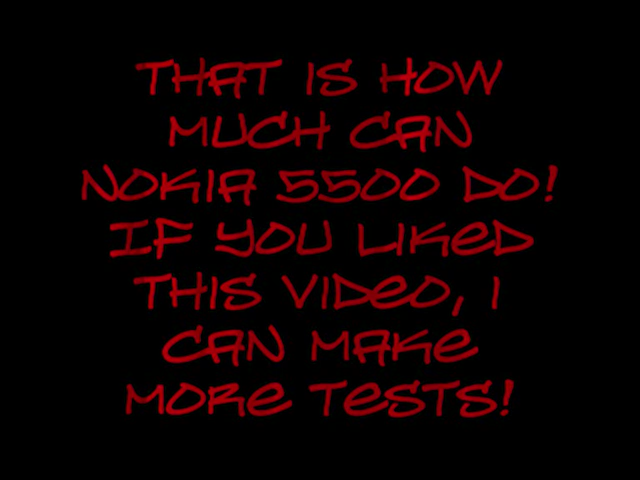 THAT IS HOW
MUCH CAN
NOKIA 5500 DO!
IF YOU LIKeD
THIS VIDeO, I
CAN MAKe
MORe TeSTS!